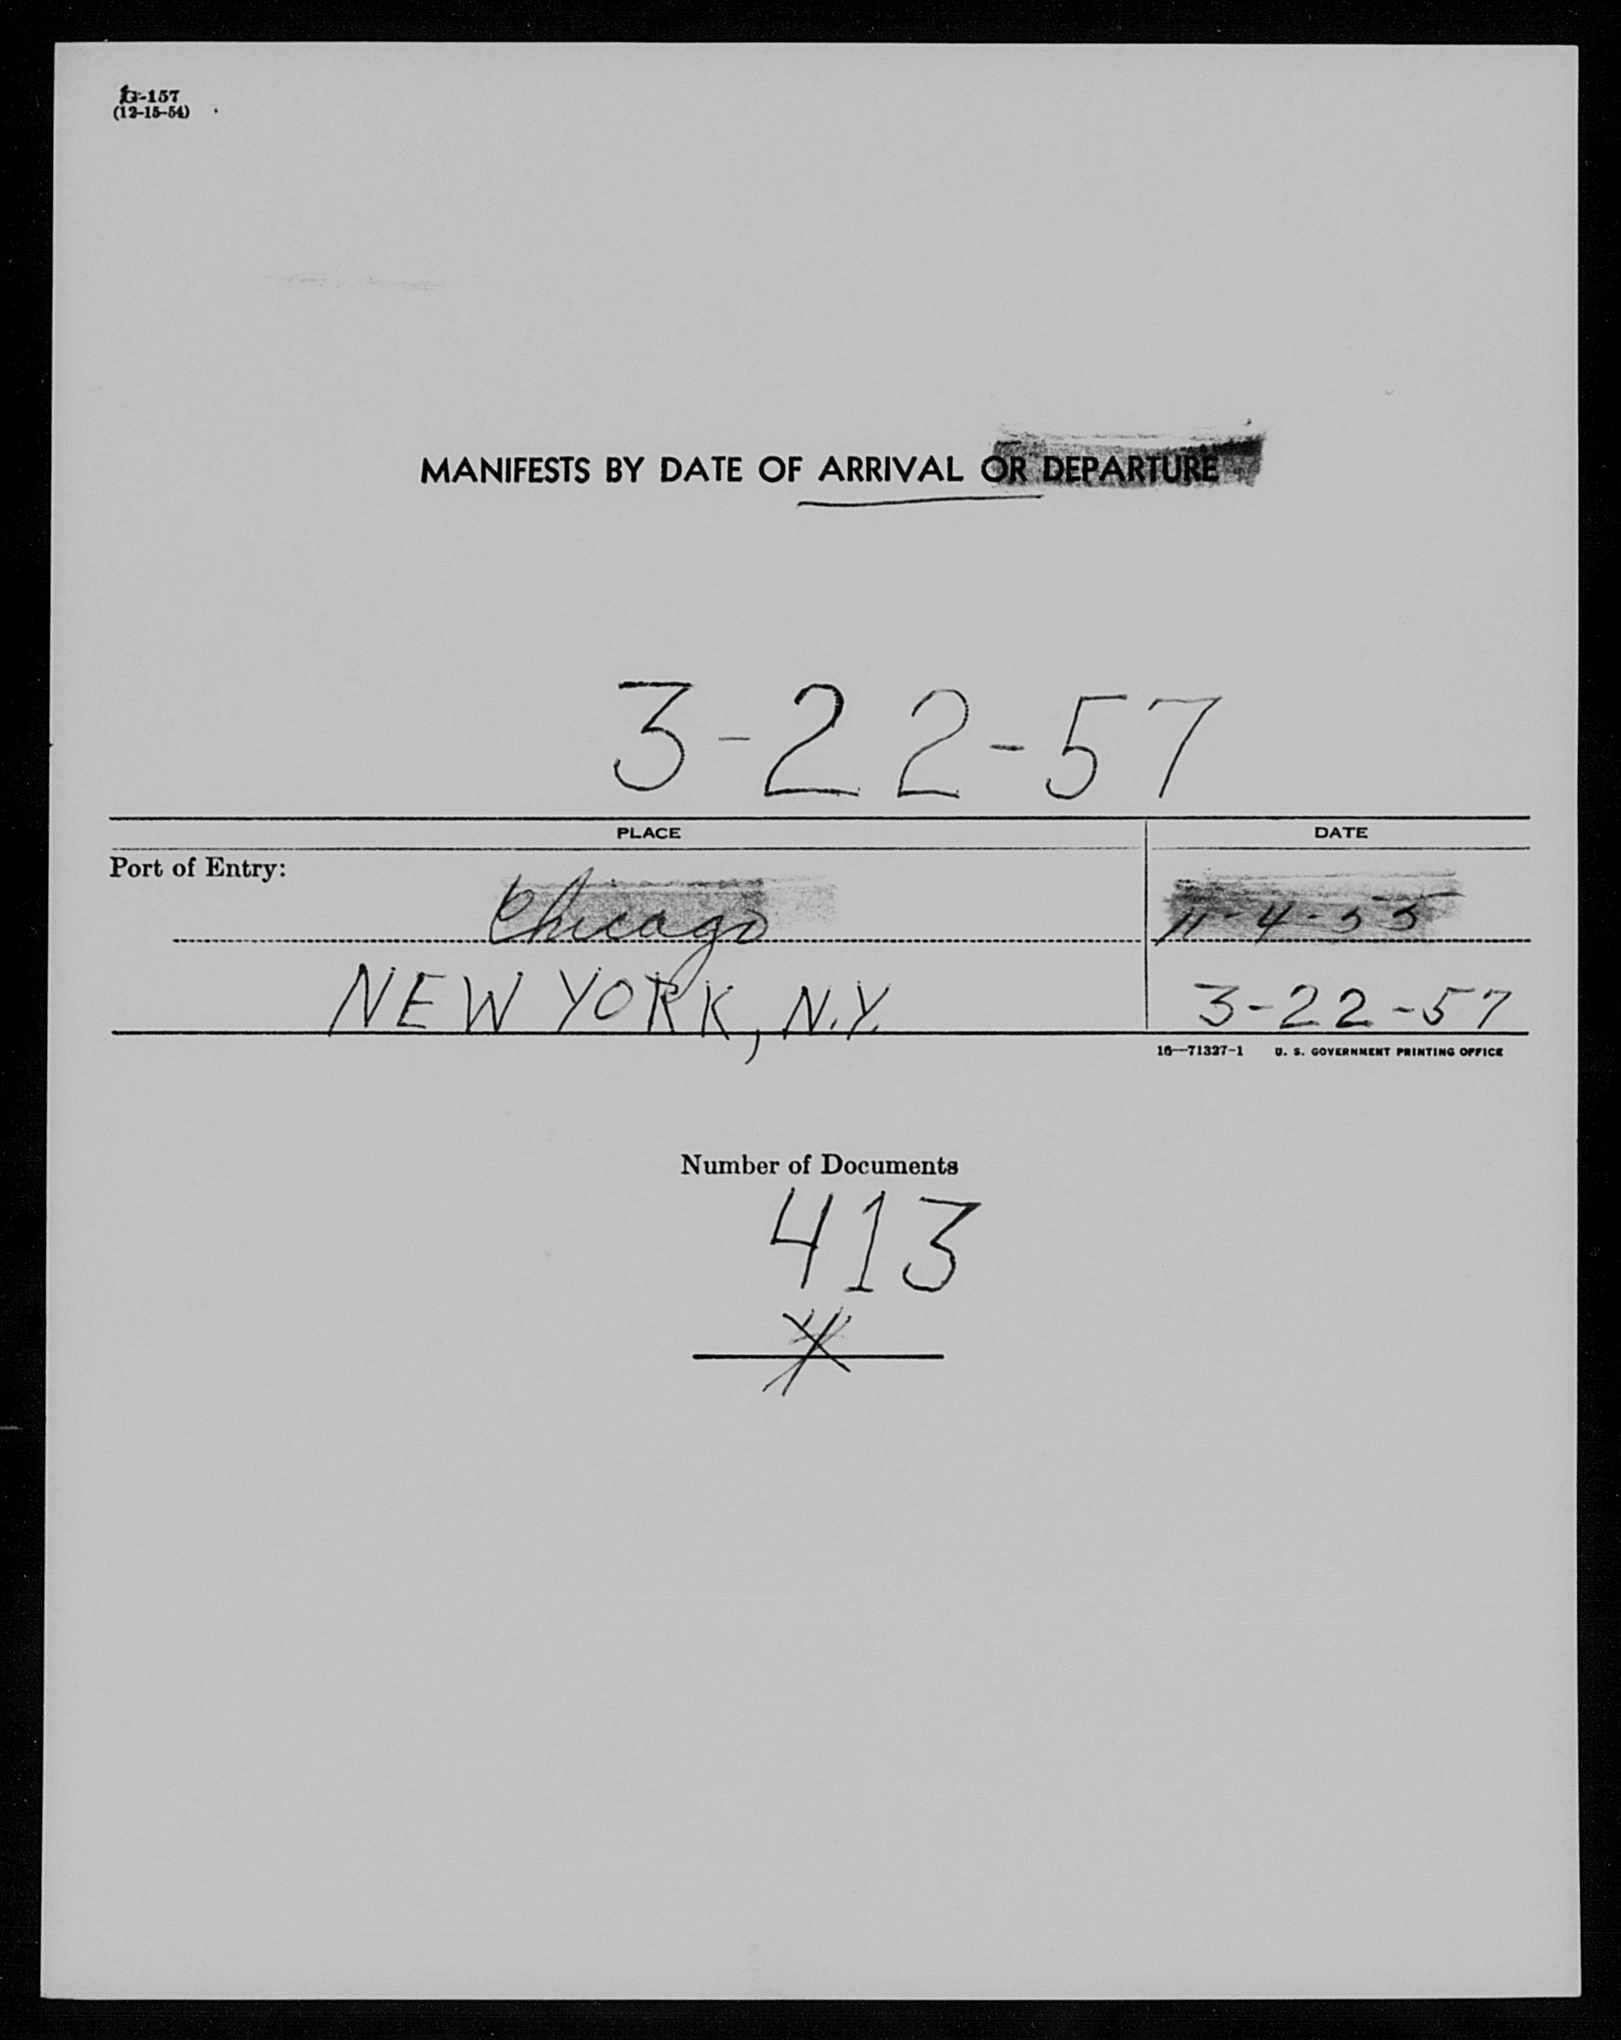 G-157
(12-15-54)
MANIFESTS BY DATE OF ARRIVAL OR DEPARTURE
3-22-57
PLACE DATE
Port of Entry:
Chicago 11-4-55
NEW YORK, N.Y. 3-22-57
16—71327-1 U. S. GOVERNMENT PRINTING OFFICE
Number of Documents
413